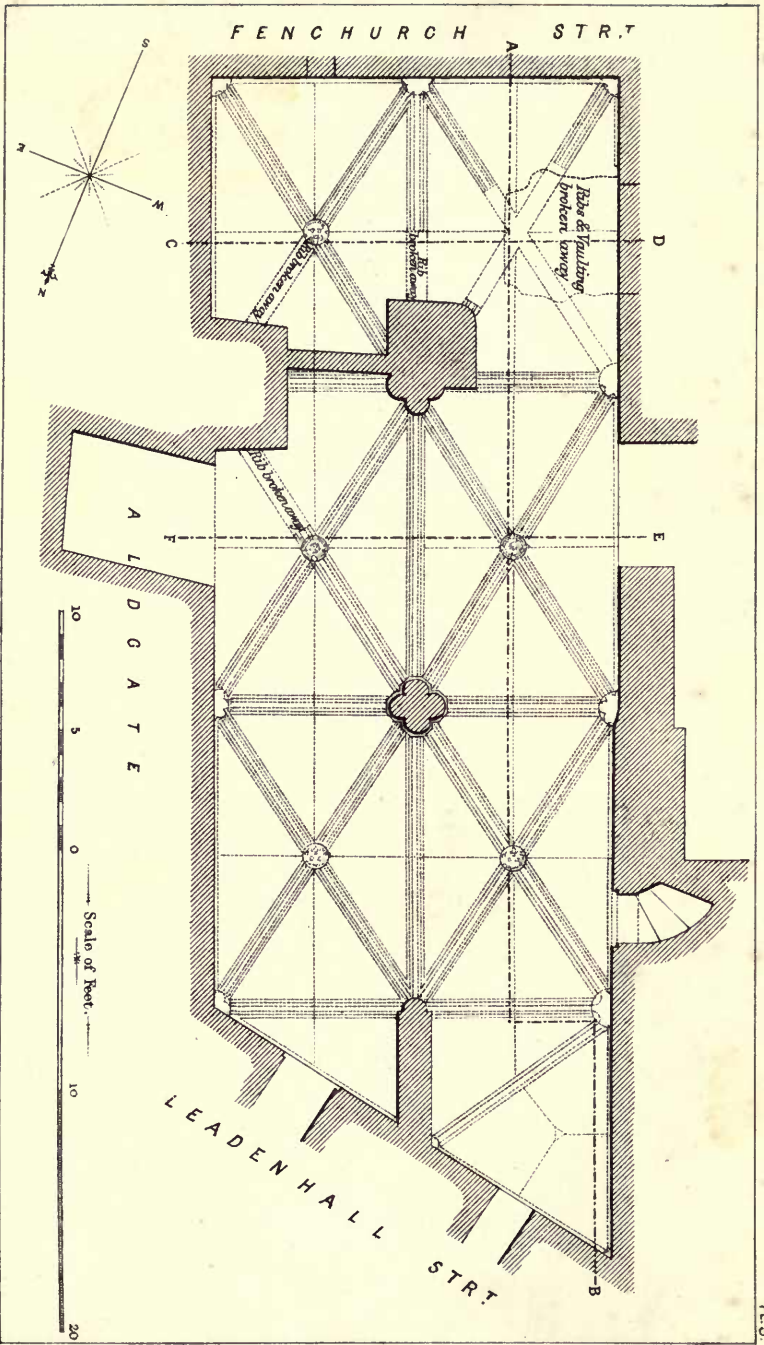 FENCHURCH STR.T
A
S
E
W
N
C
D
Ribs & Vaulting
broken away
Rib
broken away
Rib broken away
Rib broken away
F
E
ALDGATE
10
5
0
10
20
Scale of Feet.
LEADENHALL STR.T
B